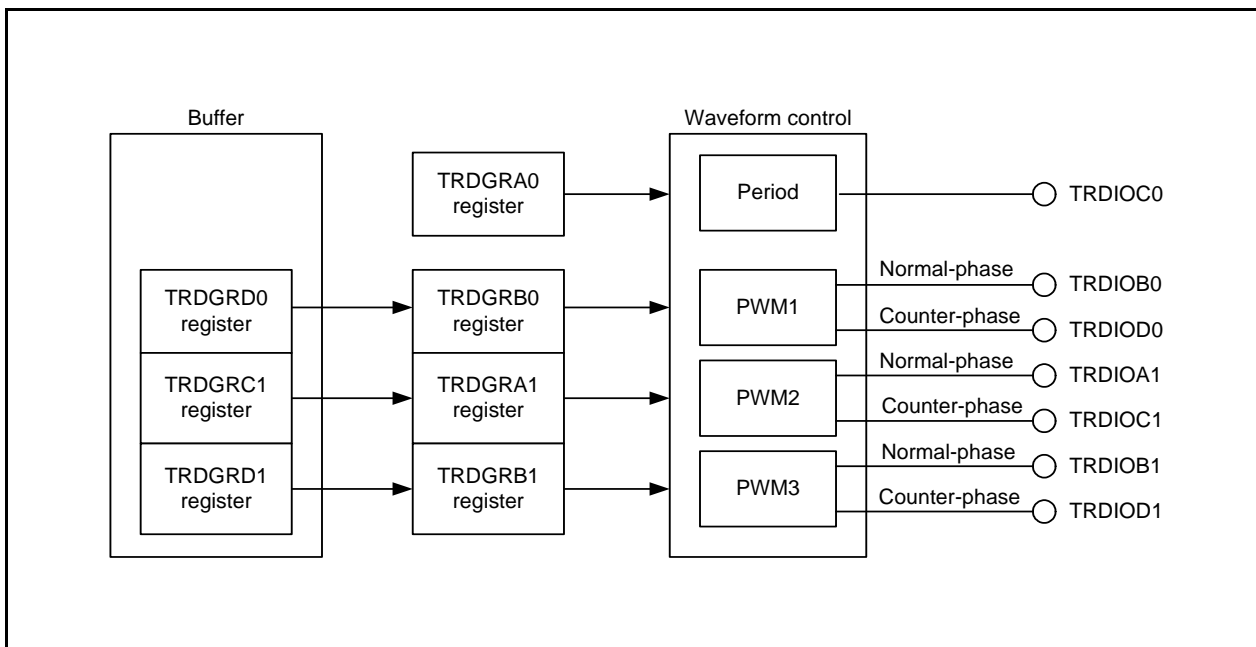 Buffer
Waveform control
TRDGRA0
register
Period
TRDIOC0
TRDGRD0
register
TRDGRB0
register
PWM1
Normal-phase
TRDIOB0
Counter-phase
TRDIOD0
TRDGRC1
register
TRDGRA1
register
PWM2
Normal-phase
TRDIOA1
Counter-phase
TRDIOC1
TRDGRD1
register
TRDGRB1
register
PWM3
Normal-phase
TRDIOB1
Counter-phase
TRDIOD1